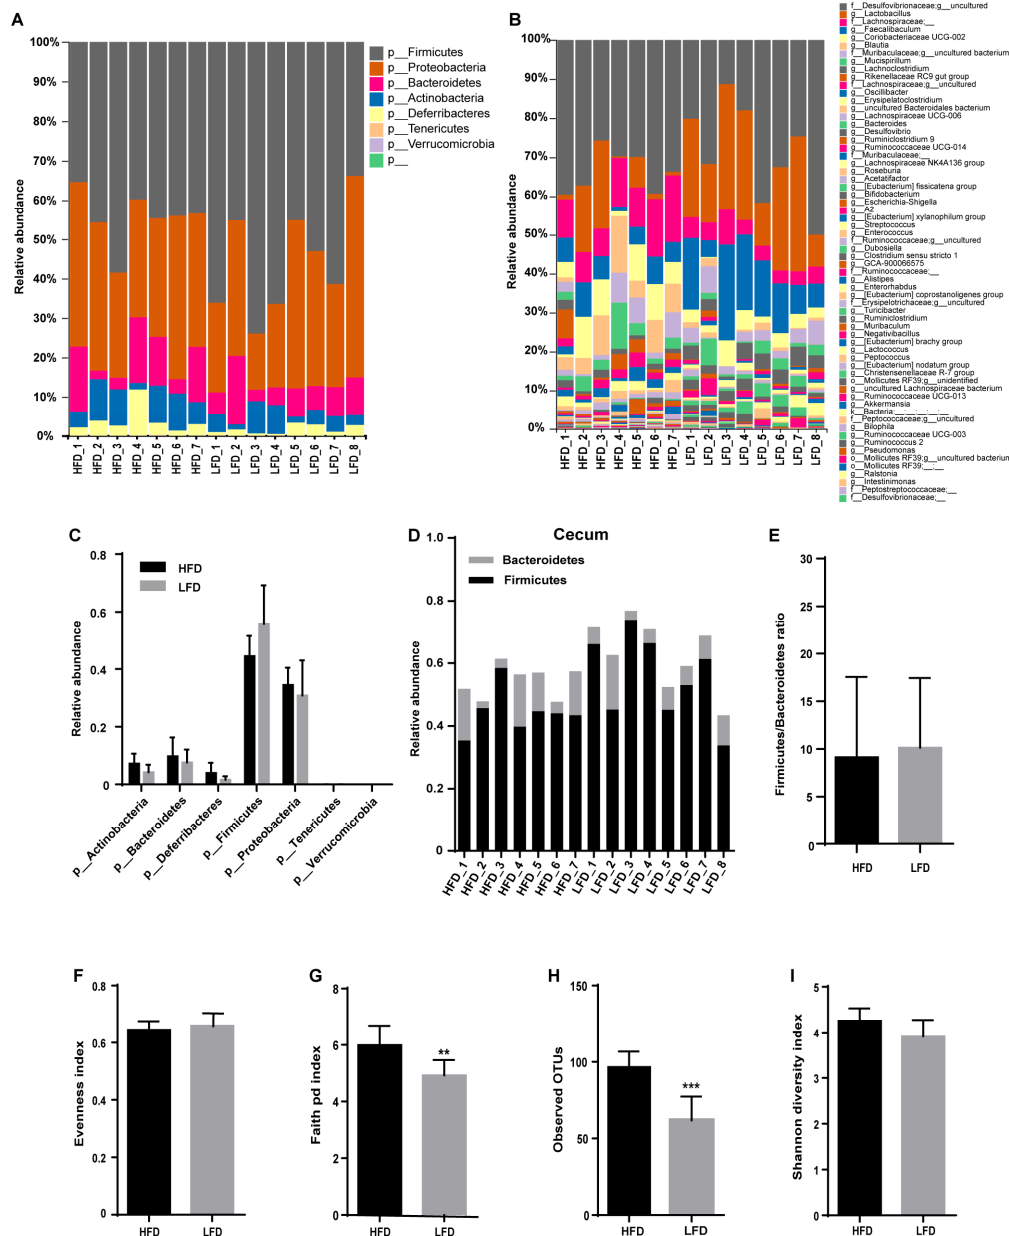 A
100%
90%
80%
70%
60%
50%
40%
30%
20%
10%
0%
Relative abundance
HFD_1
HFD_2
HFD_3
HFD_4
HFD_5
HFD_6
HFD_7
LFD_1
LFD_2
LFD_3
LFD_4
LFD_5
LFD_6
LFD_7
LFD_8
p__Firmicutes
p__Proteobacteria
p__Bacteroidetes
p__Actinobacteria
p__Deferribacteres
p__Tenericutes
p__Verrucomicrobia
p__
B
100%
90%
80%
70%
60%
50%
40%
30%
20%
10%
0%
Relative abundance
HFD_1
HFD_2
HFD_3
HFD_4
HFD_5
HFD_6
HFD_7
LFD_1
LFD_2
LFD_3
LFD_4
LFD_5
LFD_6
LFD_7
LFD_8
f__Desulfovibrionaceae;g__uncultured
g__Lactobacillus
f__Lachnospiraceae;__
g__Faecalibaculum
g__Coriobacteriaceae UCG-002
g__Blautia
f__Muribaculaceae;g__uncultured bacterium
g__Mucispirillum
g__Lachnoclostridium
g__Rikenellaceae RC9 gut group
f__Lachnospiraceae;g__uncultured
g__Oscillibacter
g__Erysipelatoclostridium
g__uncultured Bacteroidales bacterium
g__Lachnospiraceae UCG-006
g__Bacteroides
g__Desulfovibrio
g__Ruminiclostridium 9
g__Ruminococcaceae UCG-014
f__Muribaculaceae;__
g__Lachnospiraceae NK4A136 group
g__Roseburia
g__Acetatifactor
g__[Eubacterium] fissicatena group
g__Bifidobacterium
g__Escherichia-Shigella
g__A2
g__[Eubacterium] xylanophilum group
g__Streptococcus
g__Enterococcus
f__Ruminococcaceae;g__uncultured
g__Dubosiella
g__Clostridium sensu stricto 1
g__GCA-900066575
f__Ruminococcaceae;__
g__Alistipes
g__Enterorhabdus
g__[Eubacterium] coprostanoligenes group
f__Erysipelotrichaceae;g__uncultured
g__Turicibacter
g__Ruminiclostridium
g__Muribaculum
g__Negativibacillus
g__[Eubacterium] brachy group
g__Lactococcus
g__Peptococcus
g__[Eubacterium] nodatum group
g__Christensenellaceae R-7 group
o__Mollicutes RF39;g__unidentified
g__uncultured Lachnospiraceae bacterium
g__Ruminococcaceae UCG-013
g__Akkermansia
k__Bacteria;__;__;__;__;__
f__Peptococcaceae;g__uncultured
g__Bilophila
g__Ruminococcaceae UCG-003
g__Ruminococcus 2
g__Pseudomonas
o__Mollicutes RF39;g__uncultured bacteriun
o__Mollicutes RF39;__;__
g__Ralstonia
g__Intestinimonas
f__Peptostreptococcaceae;__
f__Desulfovibrionaceae;__
C
0.8
0.6
0.4
0.2
0
Relative abundance
HFD
LFD
p__Actinobacteria
p__Bacteroidetes
p__Deferribacteres
p__Firmicutes
p__Proteobacteria
p__Tenericutes
p__Verrucomicrobia
D
Cecum
1.0
0.8
0.6
0.4
0.2
0
Relative abundance
Bacteroidetes
Firmicutes
HFD_1
HFD_2
HFD_3
HFD_4
HFD_5
HFD_6
HFD_7
LFD_1
LFD_2
LFD_3
LFD_4
LFD_5
LFD_6
LFD_7
LFD_8
E
30
25
20
15
10
5
0
Firmicutes/Bacteroidetes ratio
HFD
LFD
F
0.8
0.6
0.4
0.2
0
Evenness index
HFD
LFD
G
8
6
4
2
0
Faith pd index
**
HFD
LFD
H
150
100
50
0
Observed OTUs
***
HFD
LFD
I
5
4
3
2
1
0
Shannon diversity index
HFD
LFD